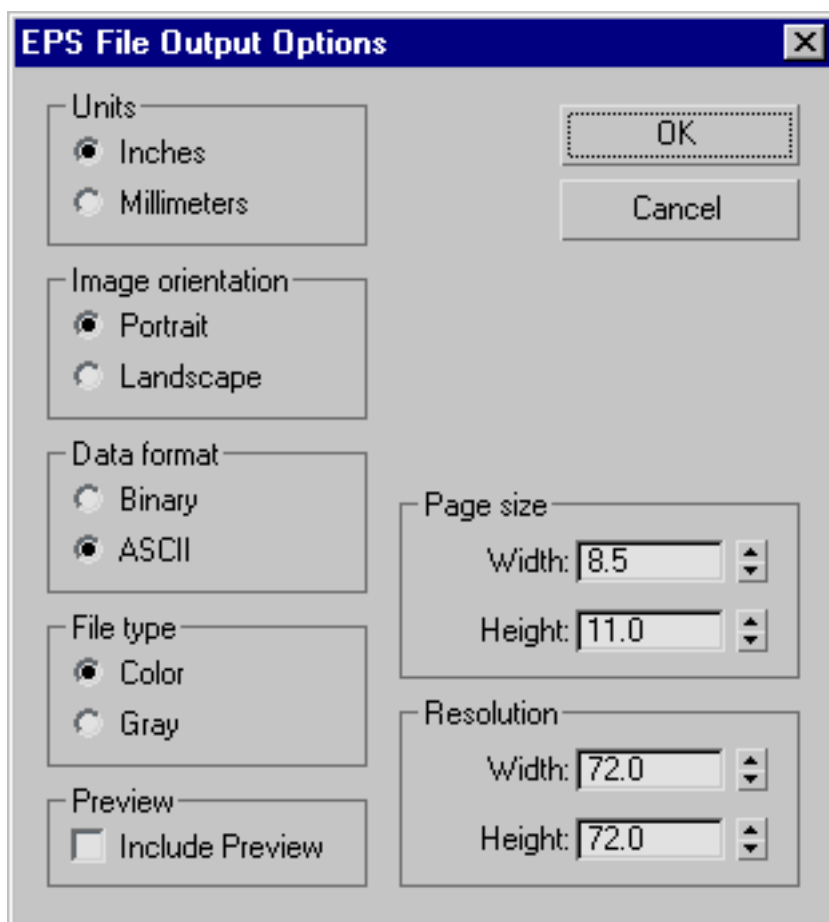 EPS File Output Options
Units
Inches
Millimeters
OK
Cancel
Image orientation
Portrait
Landscape
Data format
Binary
ASCII
Page size
Width: 8.5
Height: 11.0
File type
Color
Gray
Resolution
Width: 72.0
Height: 72.0
Preview
Include Preview